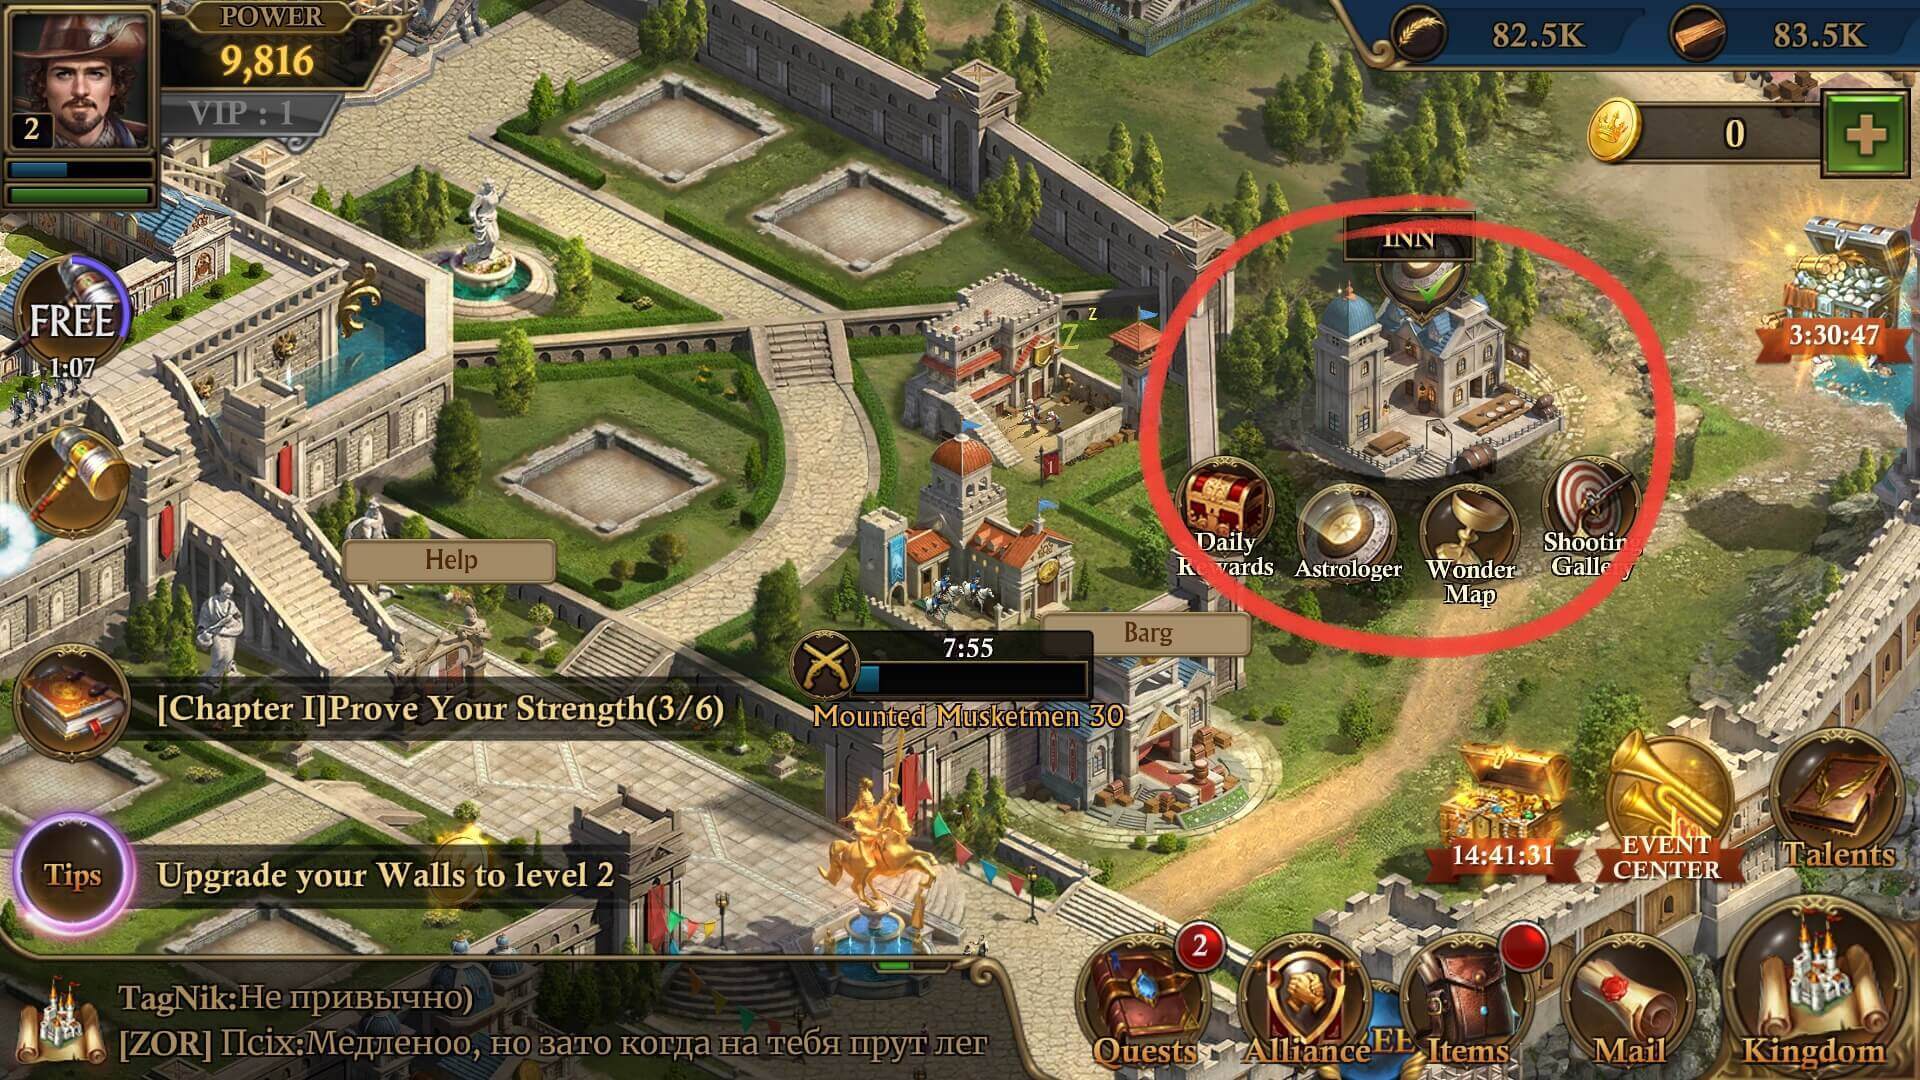 POWER
9,816
VIP : 1
2
82.5K
83.5K
0
INN
3:30:47
FREE
1:07
z
Z
1
Daily
Rewards
Astrologer
Wonder
Map
Shooting
Gallery
Help
Barg
7:55
Mounted Musketmen 30
[Chapter I]Prove Your Strength(3/6)
14:41:31
EVENT
CENTER
Talents
Tips
Upgrade your Walls to level 2
2
TagNik:Не привычно)
[ZOR] Псіх:Медленоо, но зато когда на тебя прут лег
Quests
Alliance
Items
Mail
Kingdom